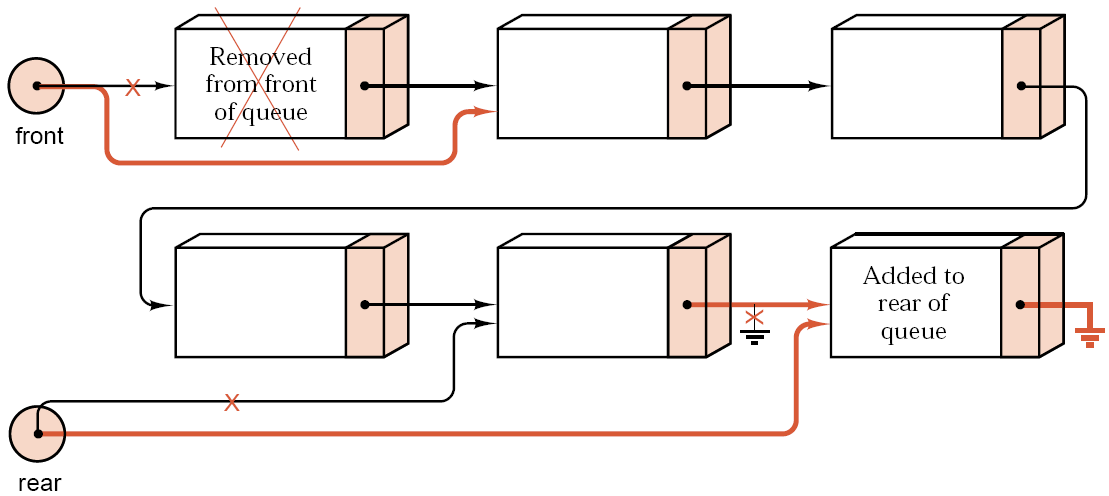 Removed
from front
of queue
front
Added to
rear of
queue
rear